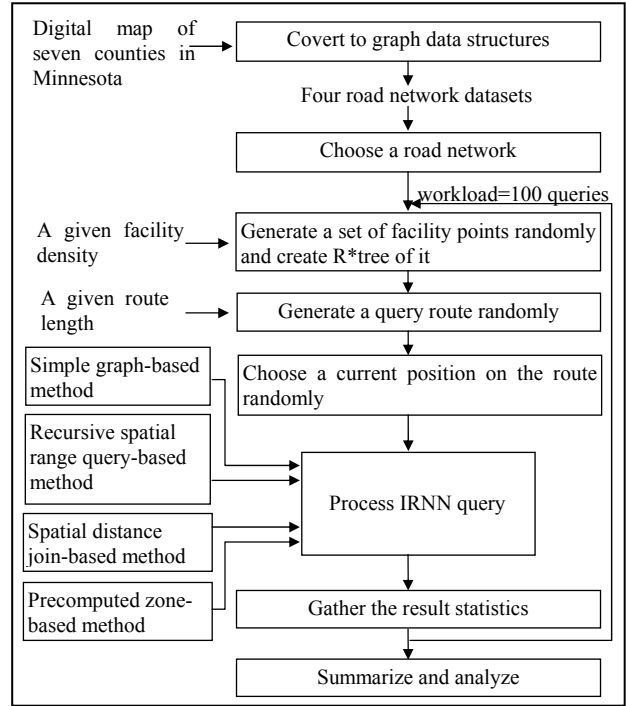 Digital map of
seven counties in
Minnesota
Covert to graph data structures
Four road network datasets
Choose a road network
workload=100 queries
A given facility
density
Generate a set of facility points randomly
and create R*tree of it
A given route
length
Generate a query route randomly
Simple graph-based
method
Choose a current position on the route
randomly
Recursive spatial
range query-based
method
Process IRNN query
Spatial distance
join-based method
Precomputed zone-
based method
Gather the result statistics
Summarize and analyze